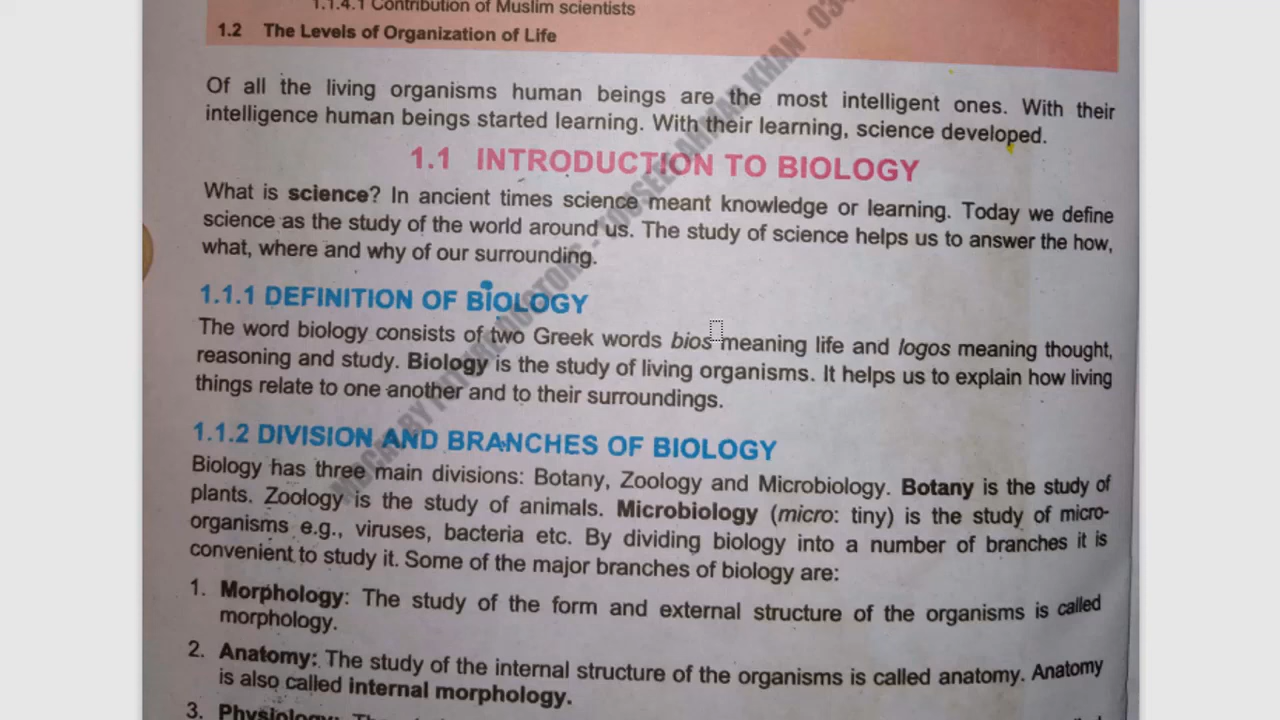 1.1.4.1 Contribution of Muslim scientists
1.2 The Levels of Organization of Life
Of all the living organisms human beings are the most intelligent ones. With their
intelligence human beings started learning. With their learning, science developed.
1.1 INTRODUCTION TO BIOLOGY
What is science? In ancient times science meant knowledge or learning. Today we define
science as the study of the world around us. The study of science helps us to answer the how,
what, where and why of our surrounding.
1.1.1 DEFINITION OF BIOLOGY
The word biology consists of two Greek words bios meaning life and logos meaning thought,
reasoning and study. Biology is the study of living organisms. It helps us to explain how living
things relate to one another and to their surroundings.
1.1.2 DIVISION AND BRANCHES OF BIOLOGY
Biology has three main divisions: Botany, Zoology and Microbiology. Botany is the study of
plants. Zoology is the study of animals. Microbiology (micro: tiny) is the study of micro-
organisms e.g., viruses, bacteria etc. By dividing biology into a number of branches it is
convenient to study it. Some of the major branches of biology are:
1. Morphology: The study of the form and external structure of the organisms is called
morphology.
2. Anatomy: The study of the internal structure of the organisms is called anatomy. Anatomy
is also called internal morphology.
3. Physiology: